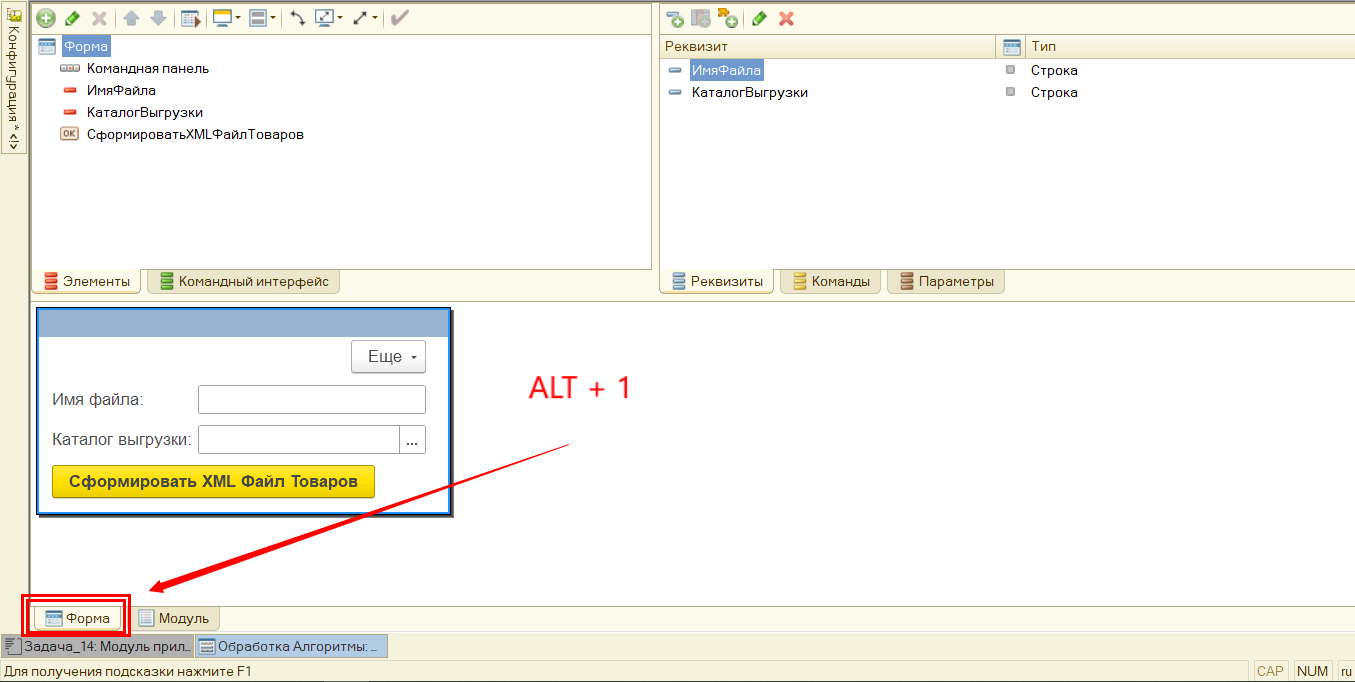 Конфигурация * <!>
Форма
Командная панель
ИмяФайла
КаталогВыгрузки
OK СформироватьXMLФайлТоваров
Элементы Командный интерфейс
Реквизит Тип
ИмяФайла Строка
КаталогВыгрузки Строка
Реквизиты Команды Параметры
Еще
Имя файла:
Каталог выгрузки: ...
Сформировать XML Файл Товаров
ALT + 1
Форма Модуль
Задача_14: Модуль прил... Обработка Алгоритмы: ...
Для получения подсказки нажмите F1 CAP NUM ru